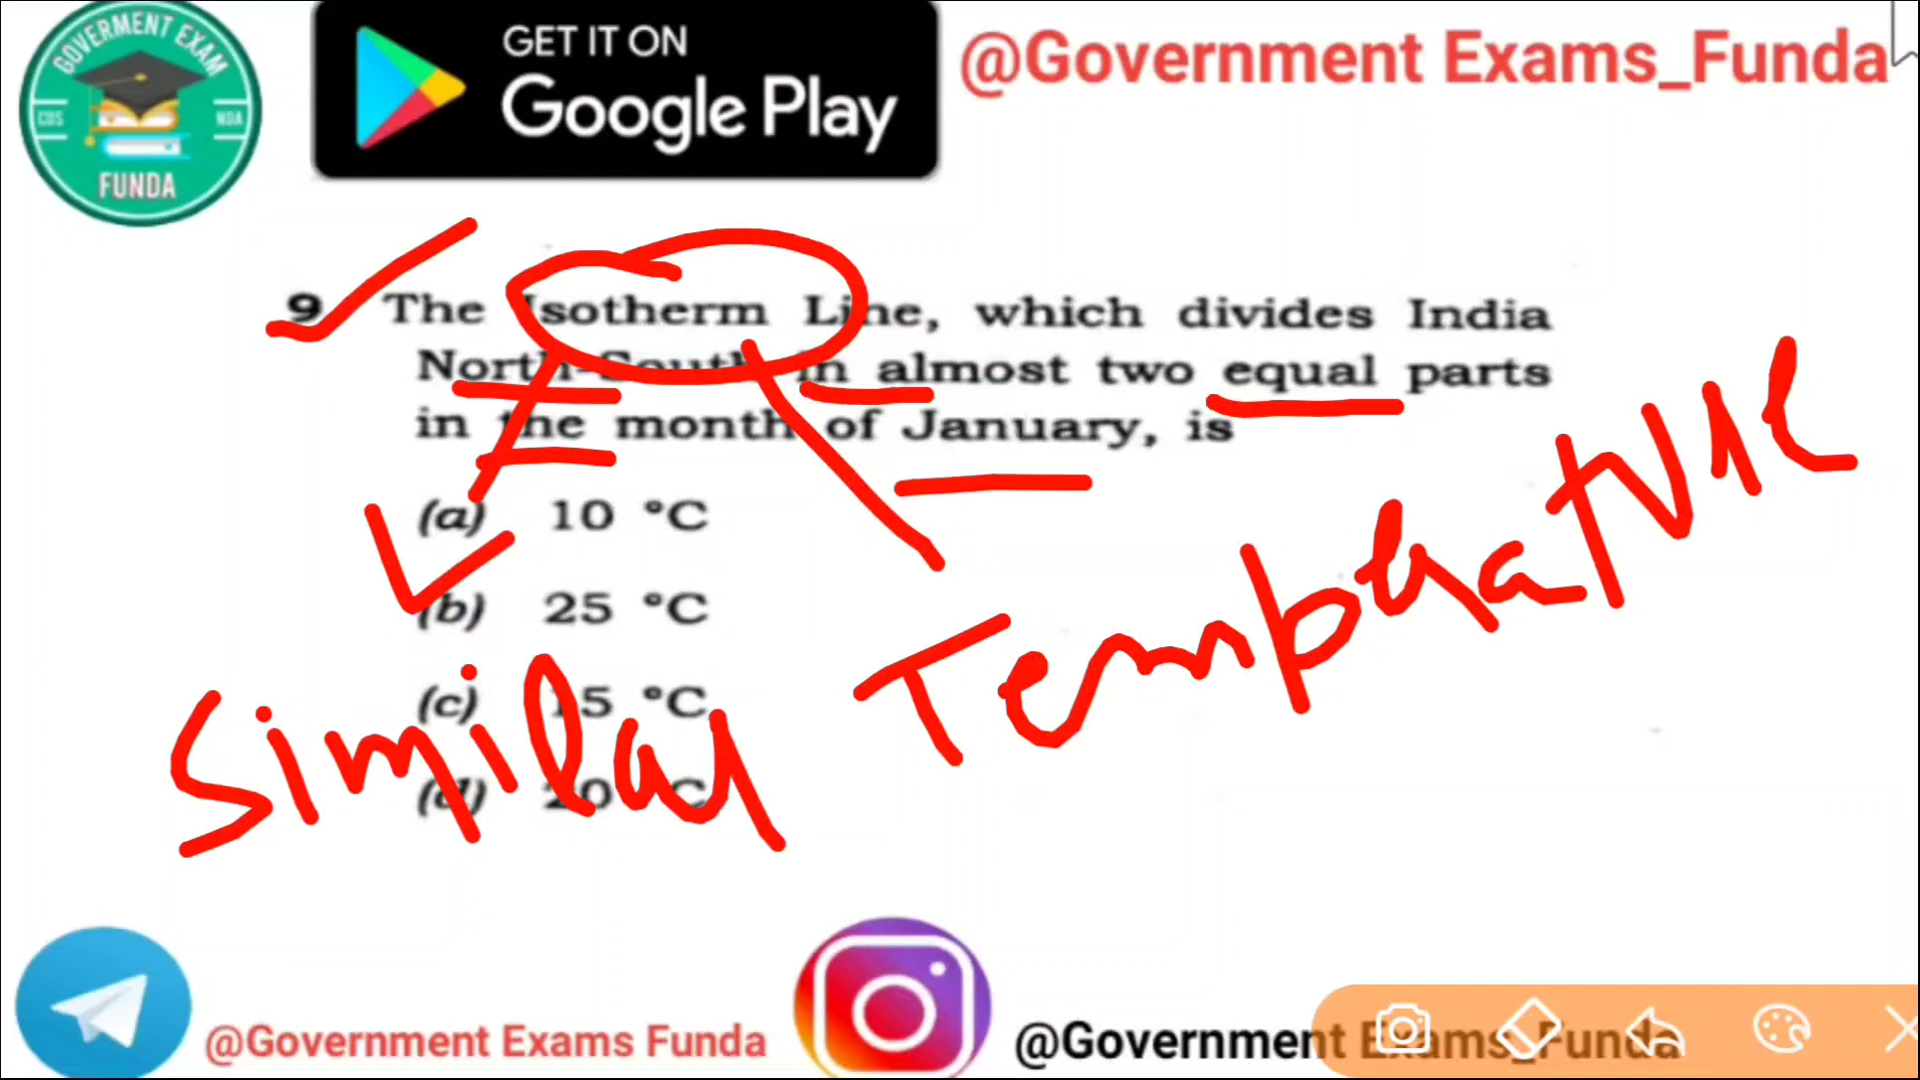 GOVERMENT EXAM
CDS NDA
FUNDA
GET IT ON
Google Play
@Government Exams_Funda
9 The Isotherm Line, which divides India
North-South in almost two equal parts
in the month of January, is
(a) 10 °C
(b) 25 °C
(c) 15 °C
(d) 20 °C
Similar Temperature
@Government Exams Funda
@Government Exams_Funda